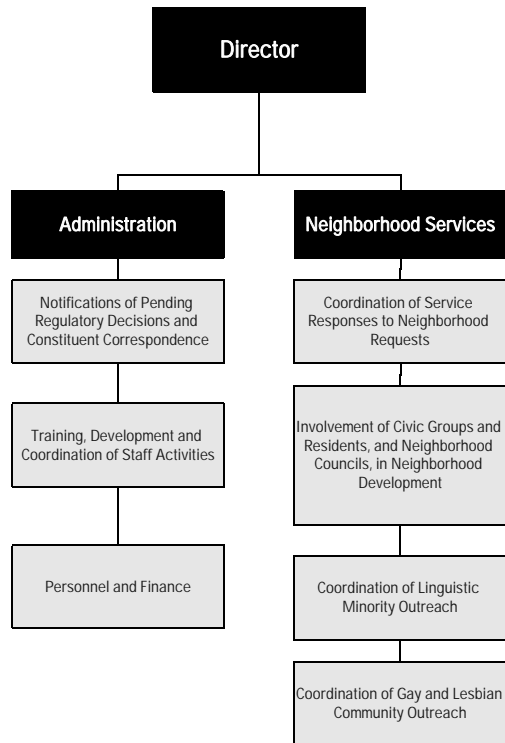 Director
Administration
Notifications of Pending
Regulatory Decisions and
Constituent Correspondence
Training, Development and
Coordination of Staff Activities
Personnel and Finance
Neighborhood Services
Coordination of Service
Responses to Neighborhood
Requests
Involvement of Civic Groups and
Residents, and Neighborhood
Councils, in Neighborhood
Development
Coordination of Linguistic
Minority Outreach
Coordination of Gay and Lesbian
Community Outreach